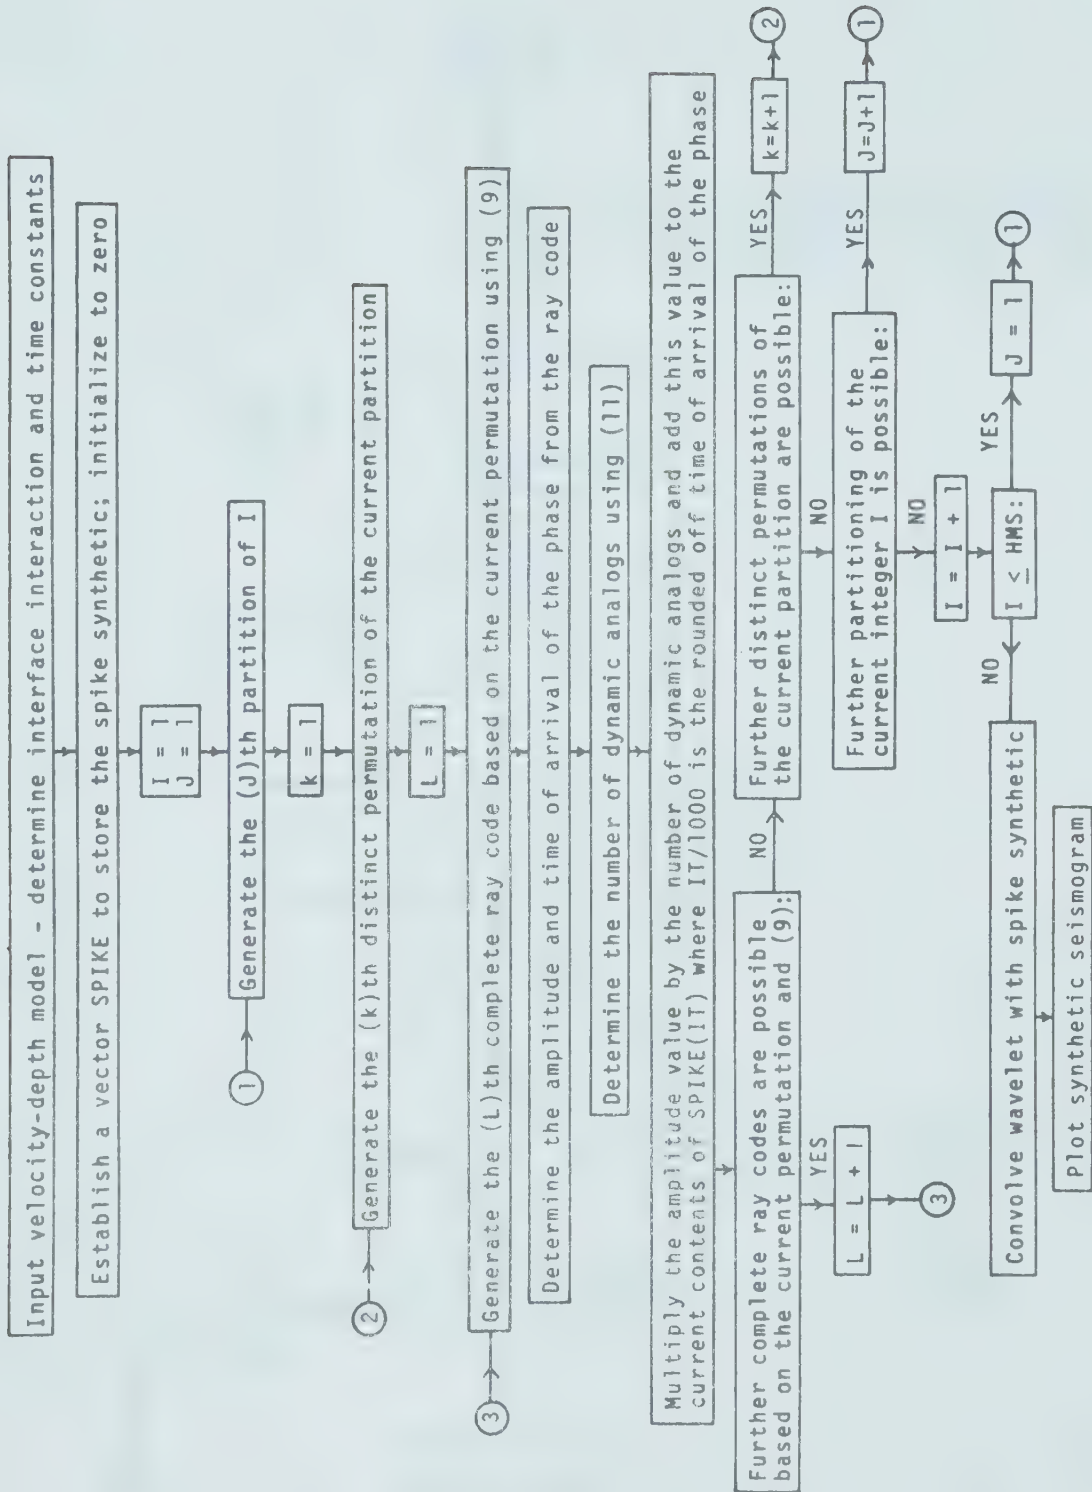 Input velocity-depth model - determine interface interaction and time constants
Establish a vector SPIKE to store the spike synthetic; initialize to zero
I = 1
J = 1
1
Generate the (J)th partition of I
k = 1
2
Generate the (k)th distinct permutation of the current partition
L = 1
3
Generate the (L)th complete ray code based on the current permutation using (9)
Determine the amplitude and time of arrival of the phase from the ray code
Determine the number of dynamic analogs using (11)
Multiply the amplitude value by the number of dynamic analogs and add this value to the
current contents of SPIKE(IT) where IT/1000 is the rounded off time of arrival of the phase
Further complete ray codes are possible
based on the current permutation and (9):
YES
L = L + 1
3
NO
Further distinct permutations of
the current partition are possible:
YES
k=k+1
2
NO
Further partitioning of the
current integer I is possible:
YES
J=J+1
1
NO
I = I + 1
I ≤ HMS:
YES
J = 1
1
NO
Convolve wavelet with spike synthetic
Plot synthetic seismogram